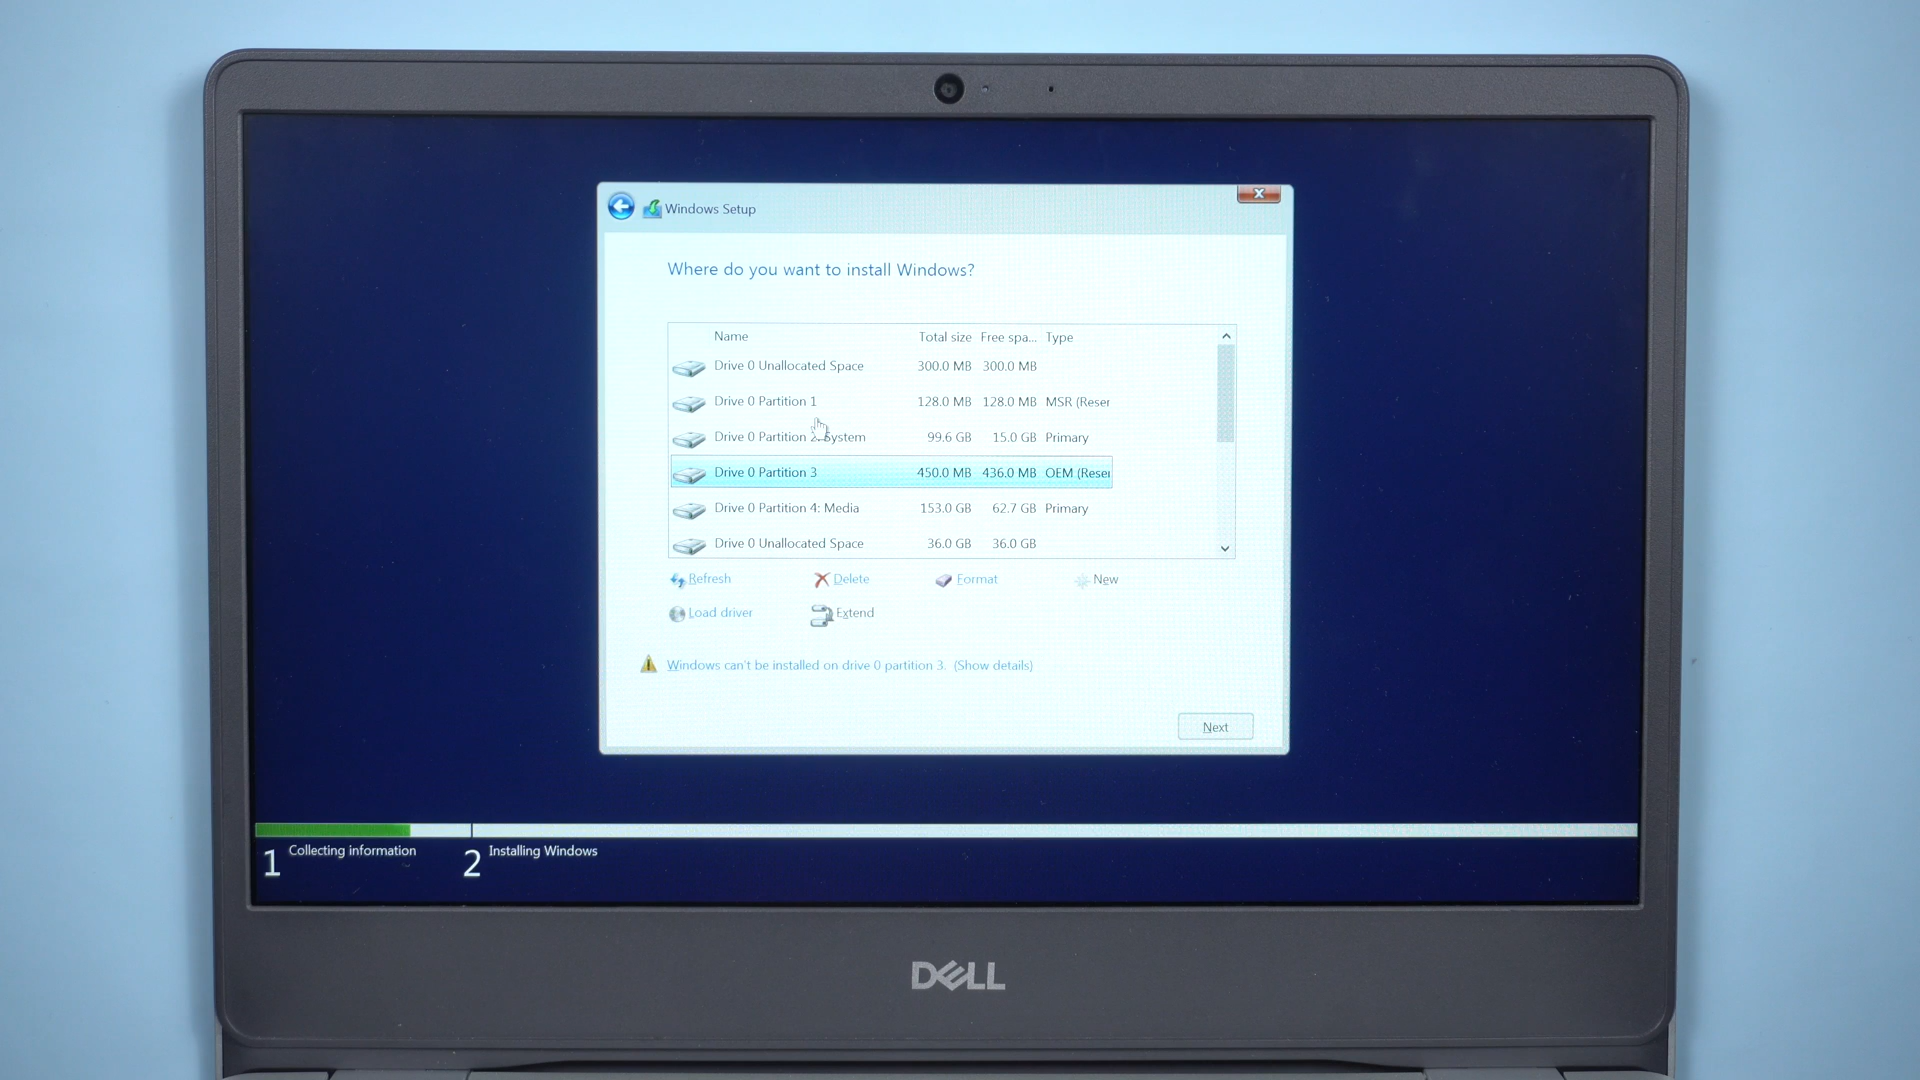 Windows Setup
Where do you want to install Windows?
Name Total size Free spa... Type
Drive 0 Unallocated Space 300.0 MB 300.0 MB
Drive 0 Partition 1 128.0 MB 128.0 MB MSR (Reser
Drive 0 Partition 2: System 99.6 GB 15.0 GB Primary
Drive 0 Partition 3 450.0 MB 436.0 MB OEM (Reser
Drive 0 Partition 4: Media 153.0 GB 62.7 GB Primary
Drive 0 Unallocated Space 36.0 GB 36.0 GB
Refresh Delete Format New
Load driver Extend
Windows can't be installed on drive 0 partition 3. (Show details)
Next
1 Collecting information 2 Installing Windows
DELL